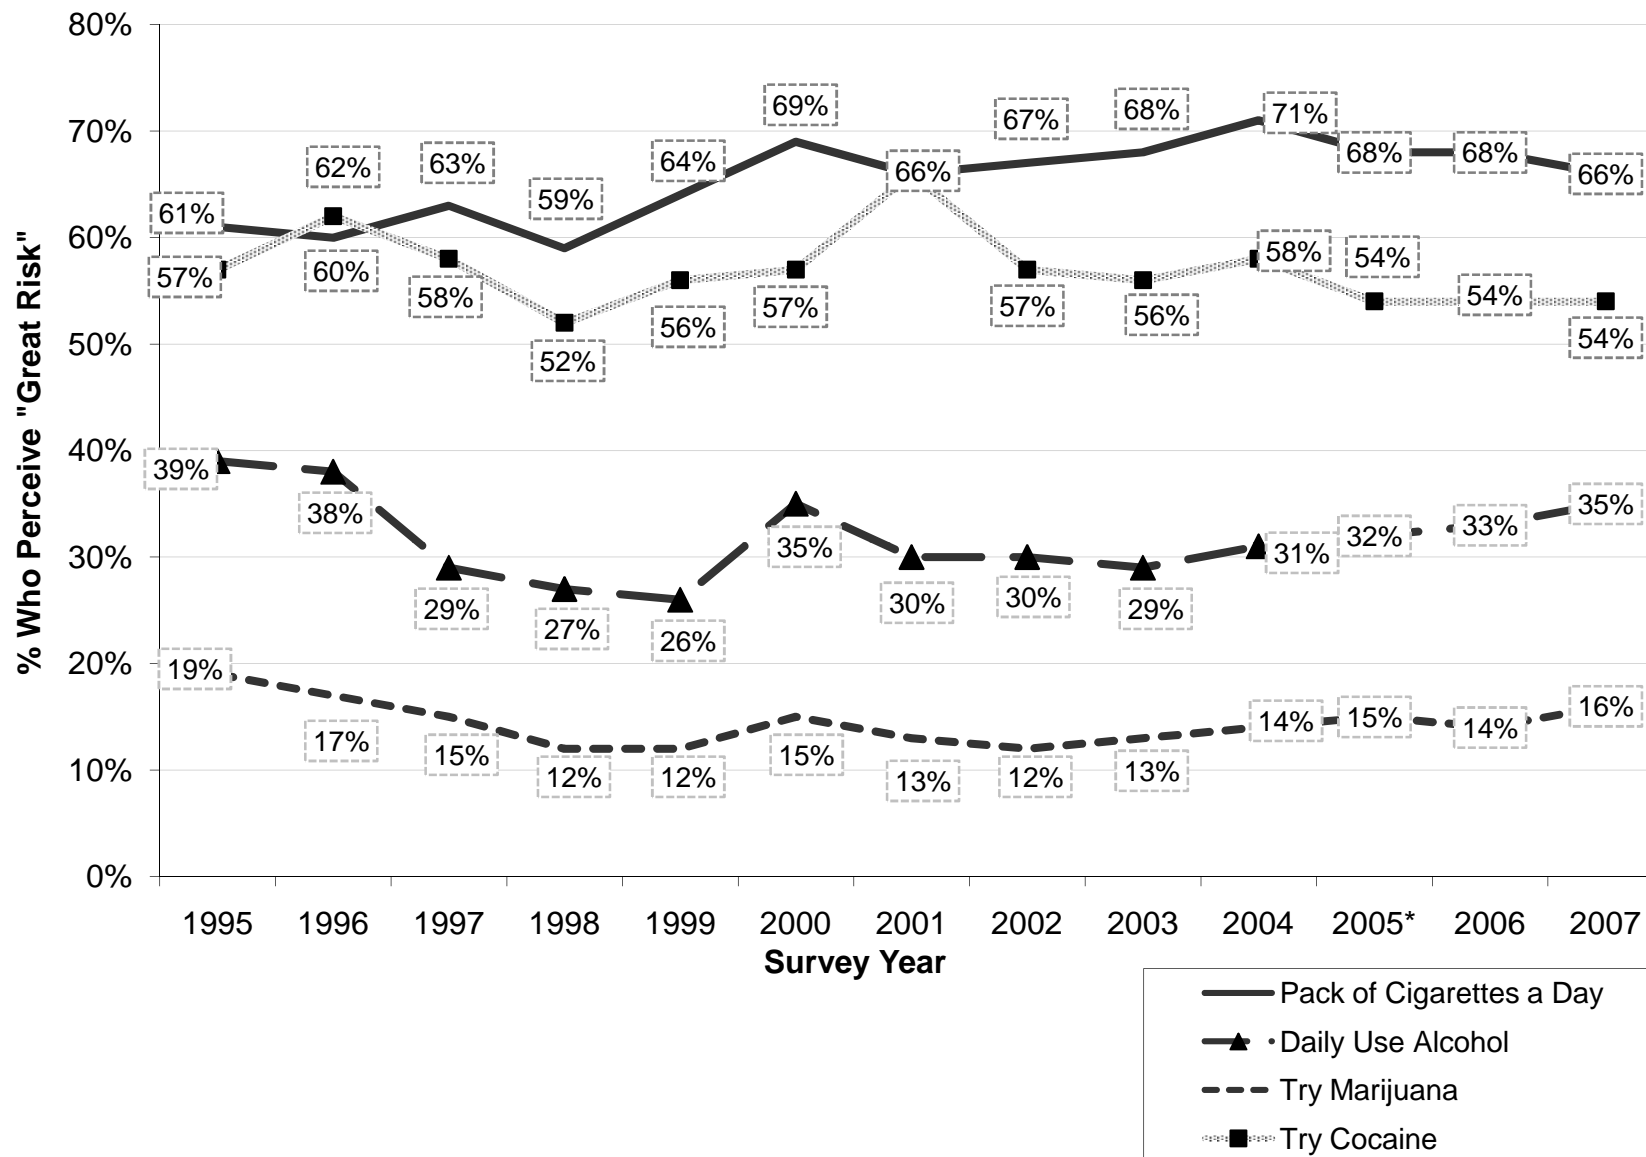 80%
70%
60%
50%
40%
30%
20%
10%
0%
% Who Perceive "Great Risk"
61% 60% 63% 59% 64% 69% 66% 67% 68% 71% 68% 68% 66%
57% 62% 58% 52% 56% 57% 57% 56% 58% 54% 54% 54%
39% 38% 29% 27% 26% 35% 30% 30% 29% 31% 32% 33% 35%
19% 17% 15% 12% 12% 15% 13% 12% 13% 14% 15% 14% 16%
1995 1996 1997 1998 1999 2000 2001 2002 2003 2004 2005* 2006 2007
Survey Year
Pack of Cigarettes a Day
Daily Use Alcohol
Try Marijuana
Try Cocaine